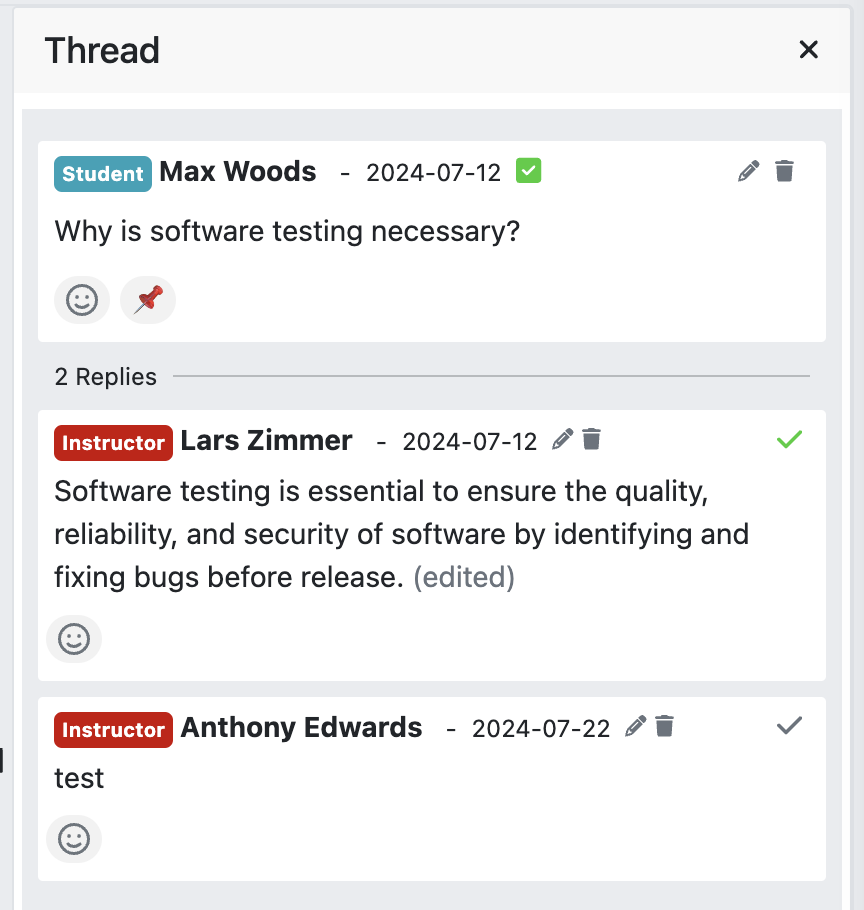 Thread
Student Max Woods - 2024-07-12
Why is software testing necessary?
2 Replies
Instructor Lars Zimmer - 2024-07-12
Software testing is essential to ensure the quality,
reliability, and security of software by identifying and
fixing bugs before release. (edited)
Instructor Anthony Edwards - 2024-07-22
test